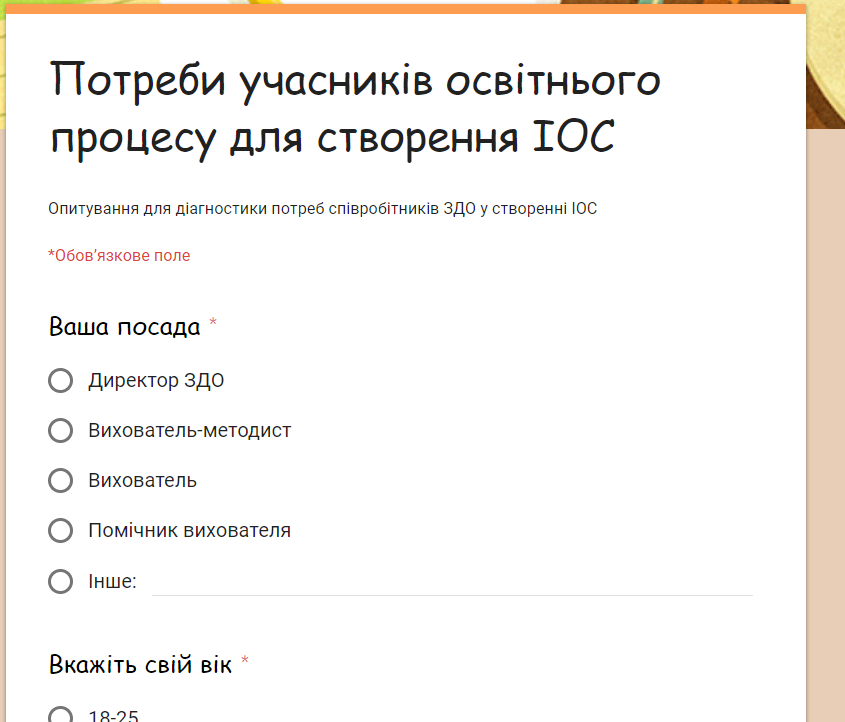 Потреби учасників освітнього
процесу для створення ІОС
Опитування для діагностики потреб співробітників ЗДО у створенні ІОС
*Обов’язкове поле
Ваша посада *
Директор ЗДО
Вихователь-методист
Вихователь
Помічник вихователя
Інше:
Вкажіть свій вік *
18-25